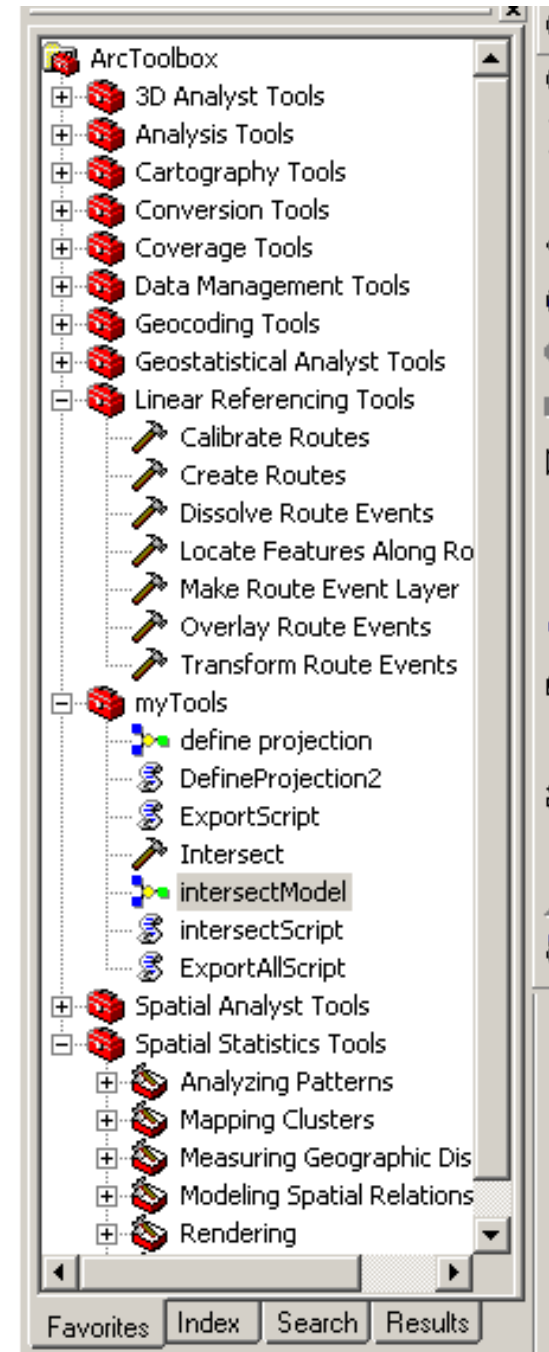 ArcToolbox
3D Analyst Tools
Analysis Tools
Cartography Tools
Conversion Tools
Coverage Tools
Data Management Tools
Geocoding Tools
Geostatistical Analyst Tools
Linear Referencing Tools
Calibrate Routes
Create Routes
Dissolve Route Events
Locate Features Along Ro
Make Route Event Layer
Overlay Route Events
Transform Route Events
myTools
define projection
DefineProjection2
ExportScript
Intersect
intersectModel
intersectScript
ExportAllScript
Spatial Analyst Tools
Spatial Statistics Tools
Analyzing Patterns
Mapping Clusters
Measuring Geographic Dis
Modeling Spatial Relations
Rendering
Favorites Index Search Results